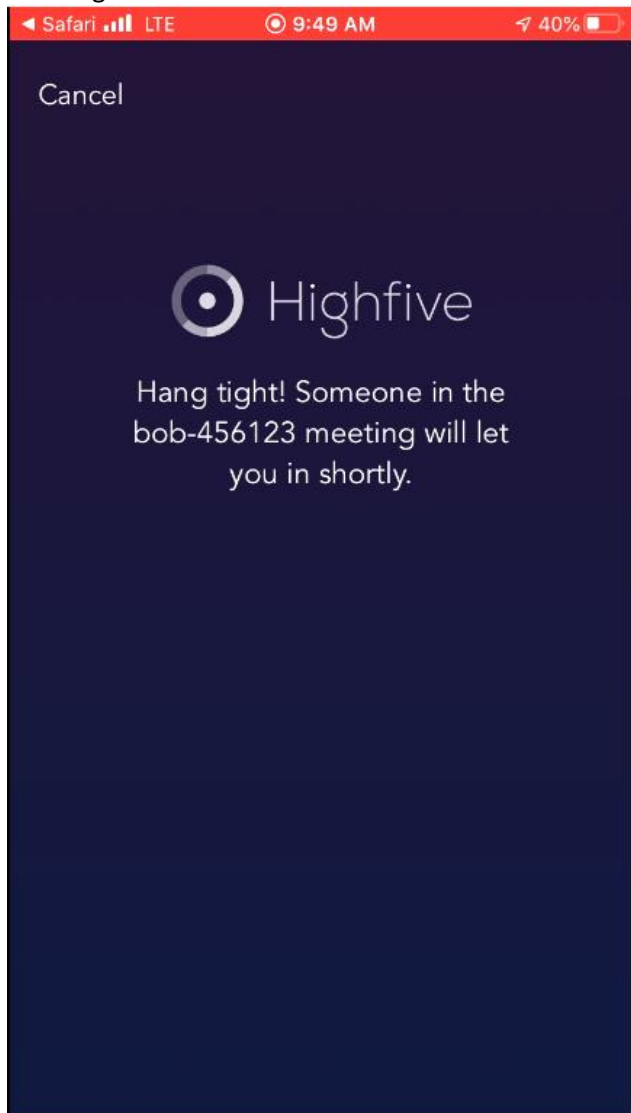 Safari LTE 9:49 AM 40%
Cancel
Highfive
Hang tight! Someone in the
bob-456123 meeting will let
you in shortly.